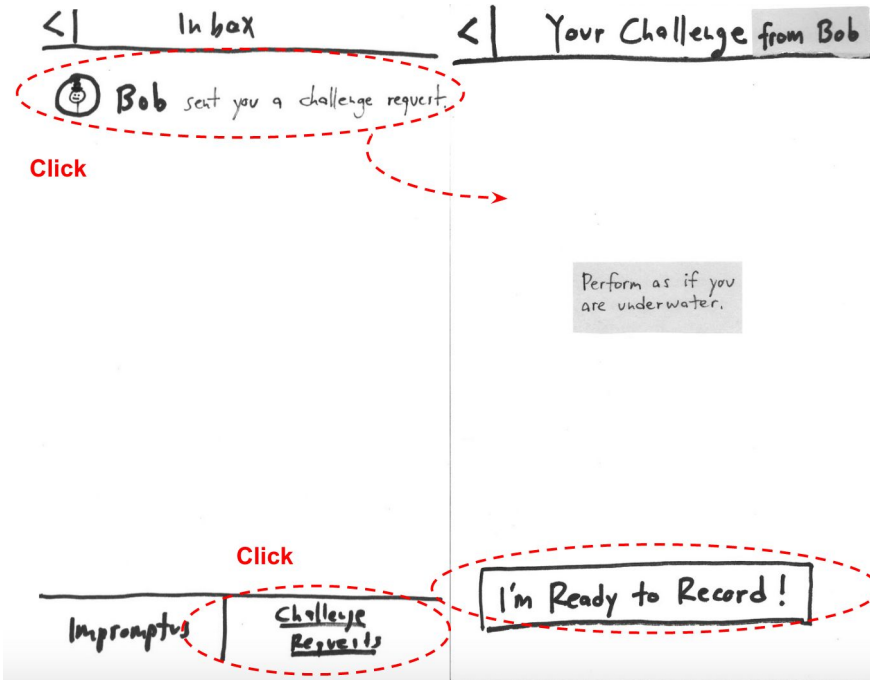 < Inbox
Bob sent you a challenge request.
Click
Click
Impromptus
Challenge
Requests
< Your Challenge from Bob
Perform as if you
are underwater.
I'm Ready to Record!